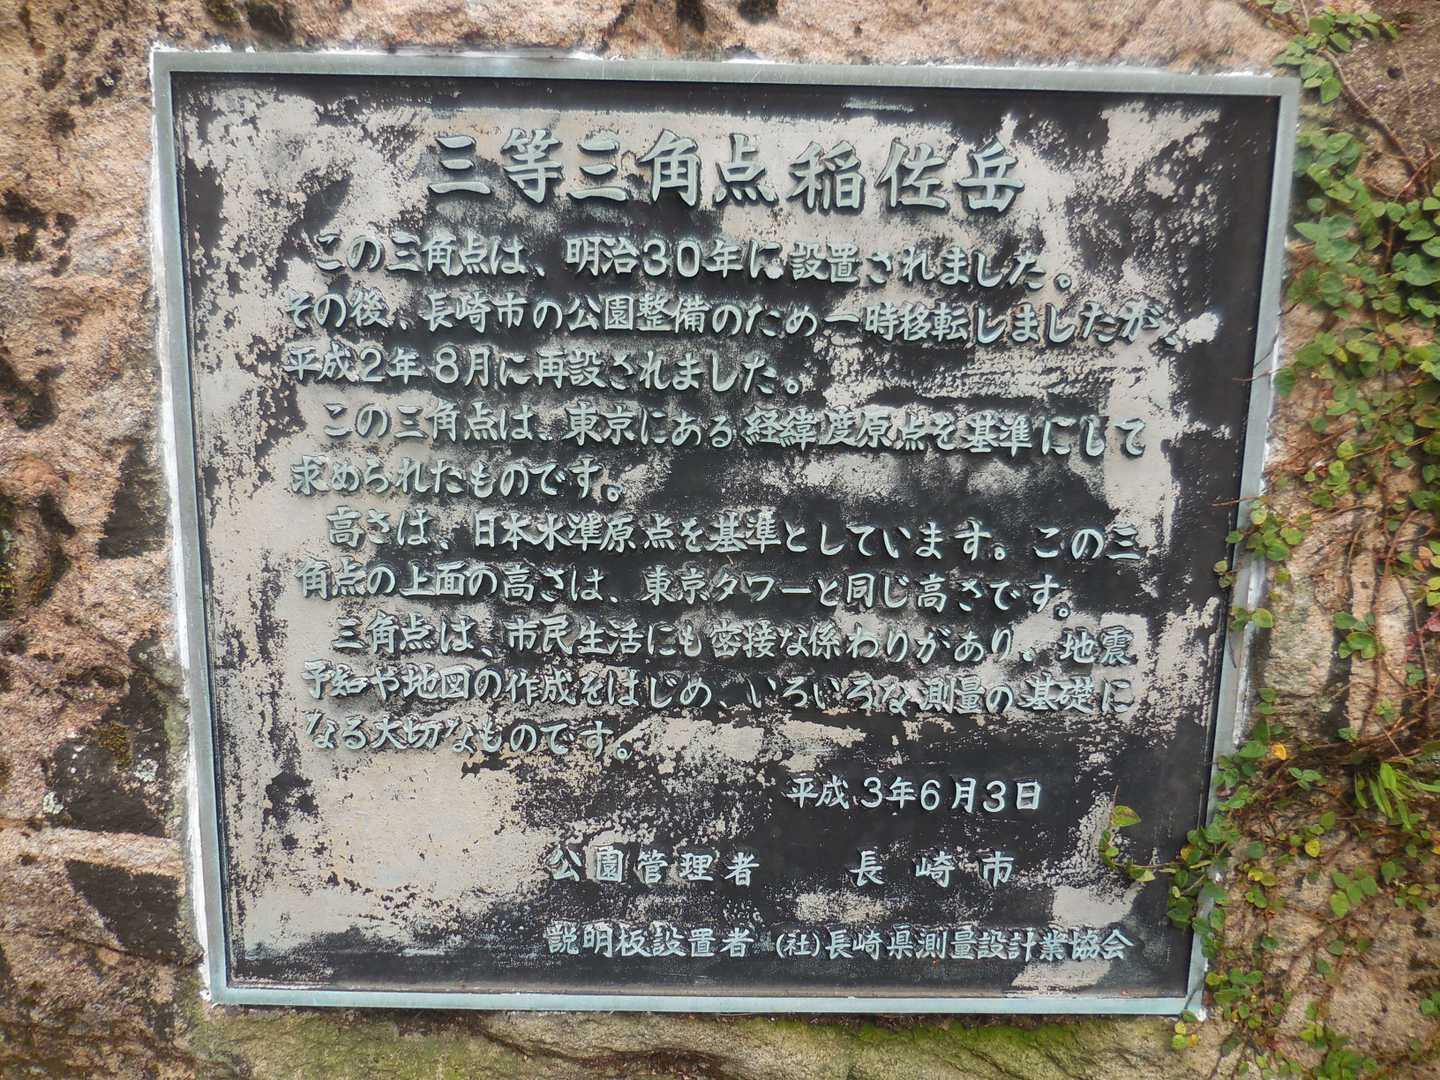 三等三角点稲佐岳
この三角点は、明治30年に設置されました。
その後、長崎市の公園整備のため一時移転しましたが、
平成2年8月に再設されました。
この三角点は、東京にある経緯度原点を基準にして
求められたものです。
高さは、日本水準原点を基準としています。この三
角点の上面の高さは、東京タワーと同じ高さです。
三角点は、市民生活にも密接な係わりがあり、地震
予知や地図の作成をはじめ、いろいろな測量の基礎に
なる大切なものです。
平成3年6月3日
公園管理者 長崎市
説明板設置者 (社)長崎県測量設計業協会